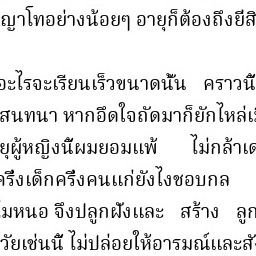 ญาโทอย่างน้อยๆ อายุก็ต้องถึงยี่สิ
อะไรจะเรียนเร็วขนาดนั้น คราวนี้
สนทนา หากอึดใจถัดมาก็ยักไหล่
ยุผู้หญิงนี้ผมยอมแพ้ ไม่กล้าเด
ครึ่งเด็กครึ่งคนแก่ยังไงชอบกล
ไมหนอ จึงปลูกฝังและ สร้าง ลูก
วัยเช่นนี้ ไม่ปล่อยให้อารมณ์และสั